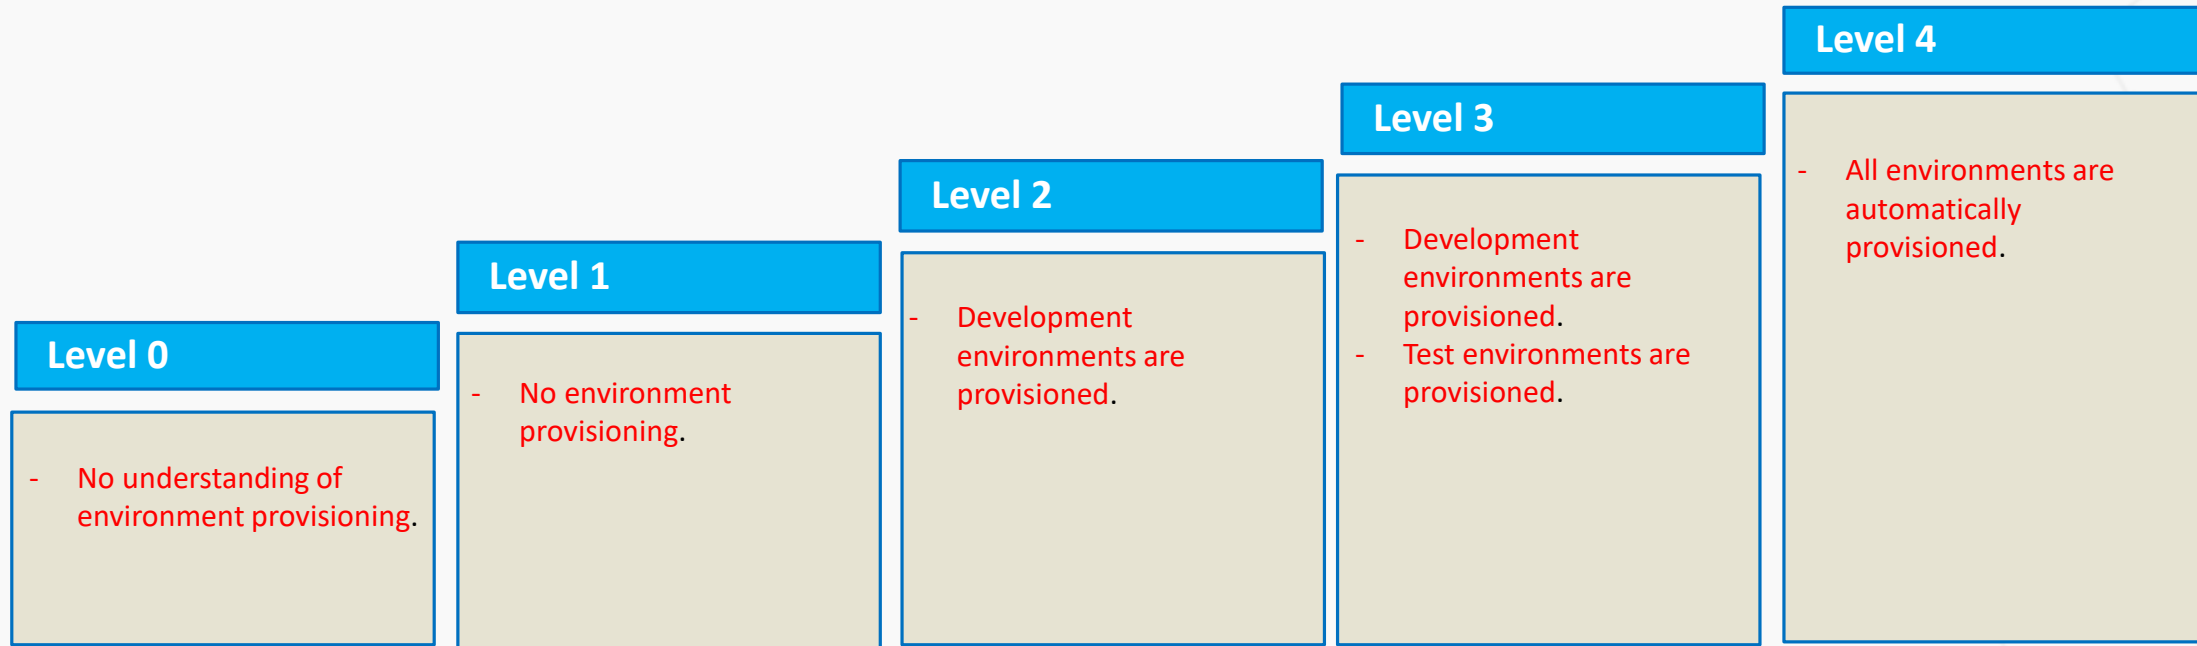 Level 0
- No understanding of
environment provisioning.
Level 1
- No environment
provisioning.
Level 2
- Development
environments are
provisioned.
Level 3
- Development
environments are
provisioned.
- Test environments are
provisioned.
Level 4
- All environments are
automatically
provisioned.